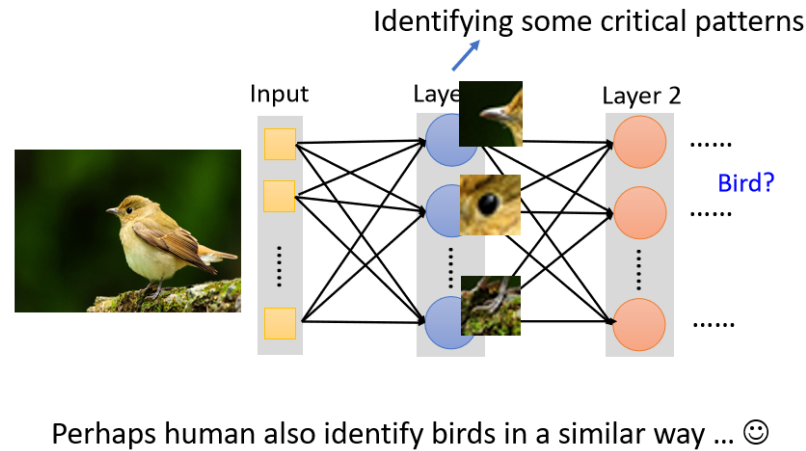 Identifying some critical patterns
Input
Laye
Layer 2
......
Bird?
......
......
Perhaps human also identify birds in a similar way ... ☺